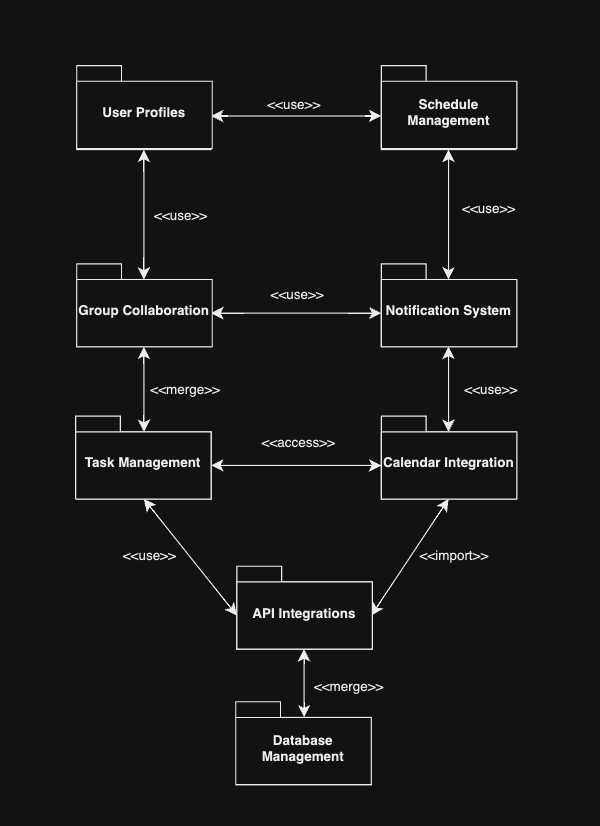 User Profiles
<<use>>
Schedule
Management
<<use>>
<<use>>
Group Collaboration
<<use>>
Notification System
<<merge>>
<<use>>
Task Management
<<access>>
Calendar Integration
<<use>>
<<import>>
API Integrations
<<merge>>
Database
Management